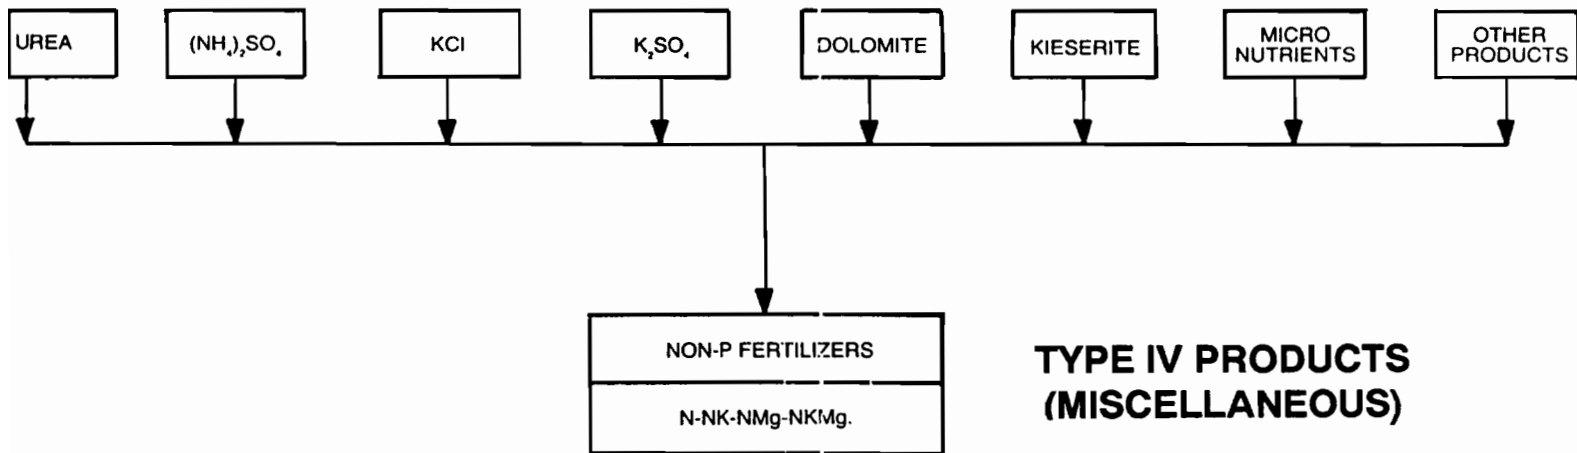 UREA
(NH₄)₂SO₄
KCl
K₂SO₄
DOLOMITE
KIESERITE
MICRO
NUTRIENTS
OTHER
PRODUCTS
NON-P FERTILIZERS
N-NK-NMg-NKMg.
TYPE IV PRODUCTS
(MISCELLANEOUS)